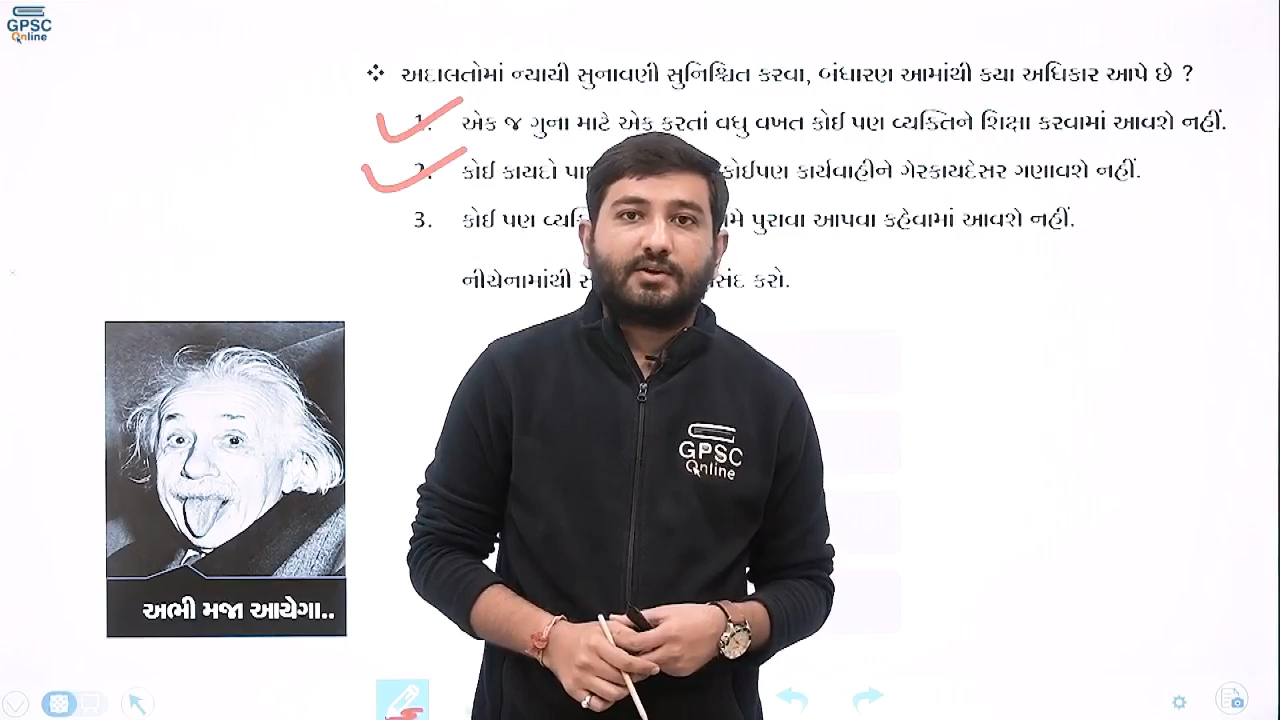 GPSC
Online
❖ અદાલતોમાં ન્યાયી સુનાવણી સુનિશ્ચિત કરવા, બંધારણ આમાંથી કયા અધિકાર આપે છે ?
1. એક જ ગુના માટે એક કરતાં વધુ વખત કોઈ પણ વ્યક્તિને શિક્ષા કરવામાં આવશે નહીં.
2. કોઈ કાયદો કોઈપણ કાર્યવાહીને ગેરકાયદેસર ગણાવશે નહીં.
3. કોઈ પણ પુરાવા આપવા કહેવામાં આવશે નહીં.
નીચેનામાંથી કરો.
GPSC
Online
અભી મજા આયેગા..